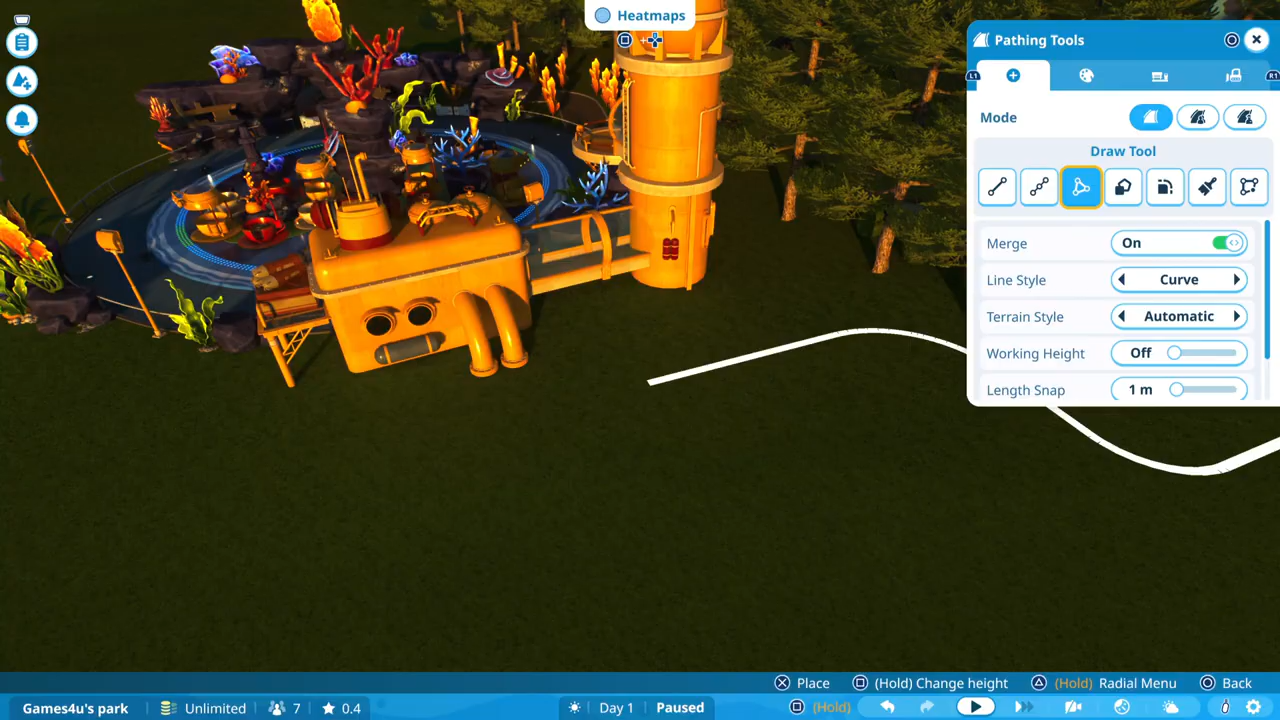 Heatmaps
Pathing Tools
L1
R1
Mode
Draw Tool
Merge On
Line Style Curve
Terrain Style Automatic
Working Height Off
Length Snap 1 m
Place (Hold) Change height (Hold) Radial Menu Back
Games4u's park Unlimited 7 0.4 Day 1 Paused (Hold)